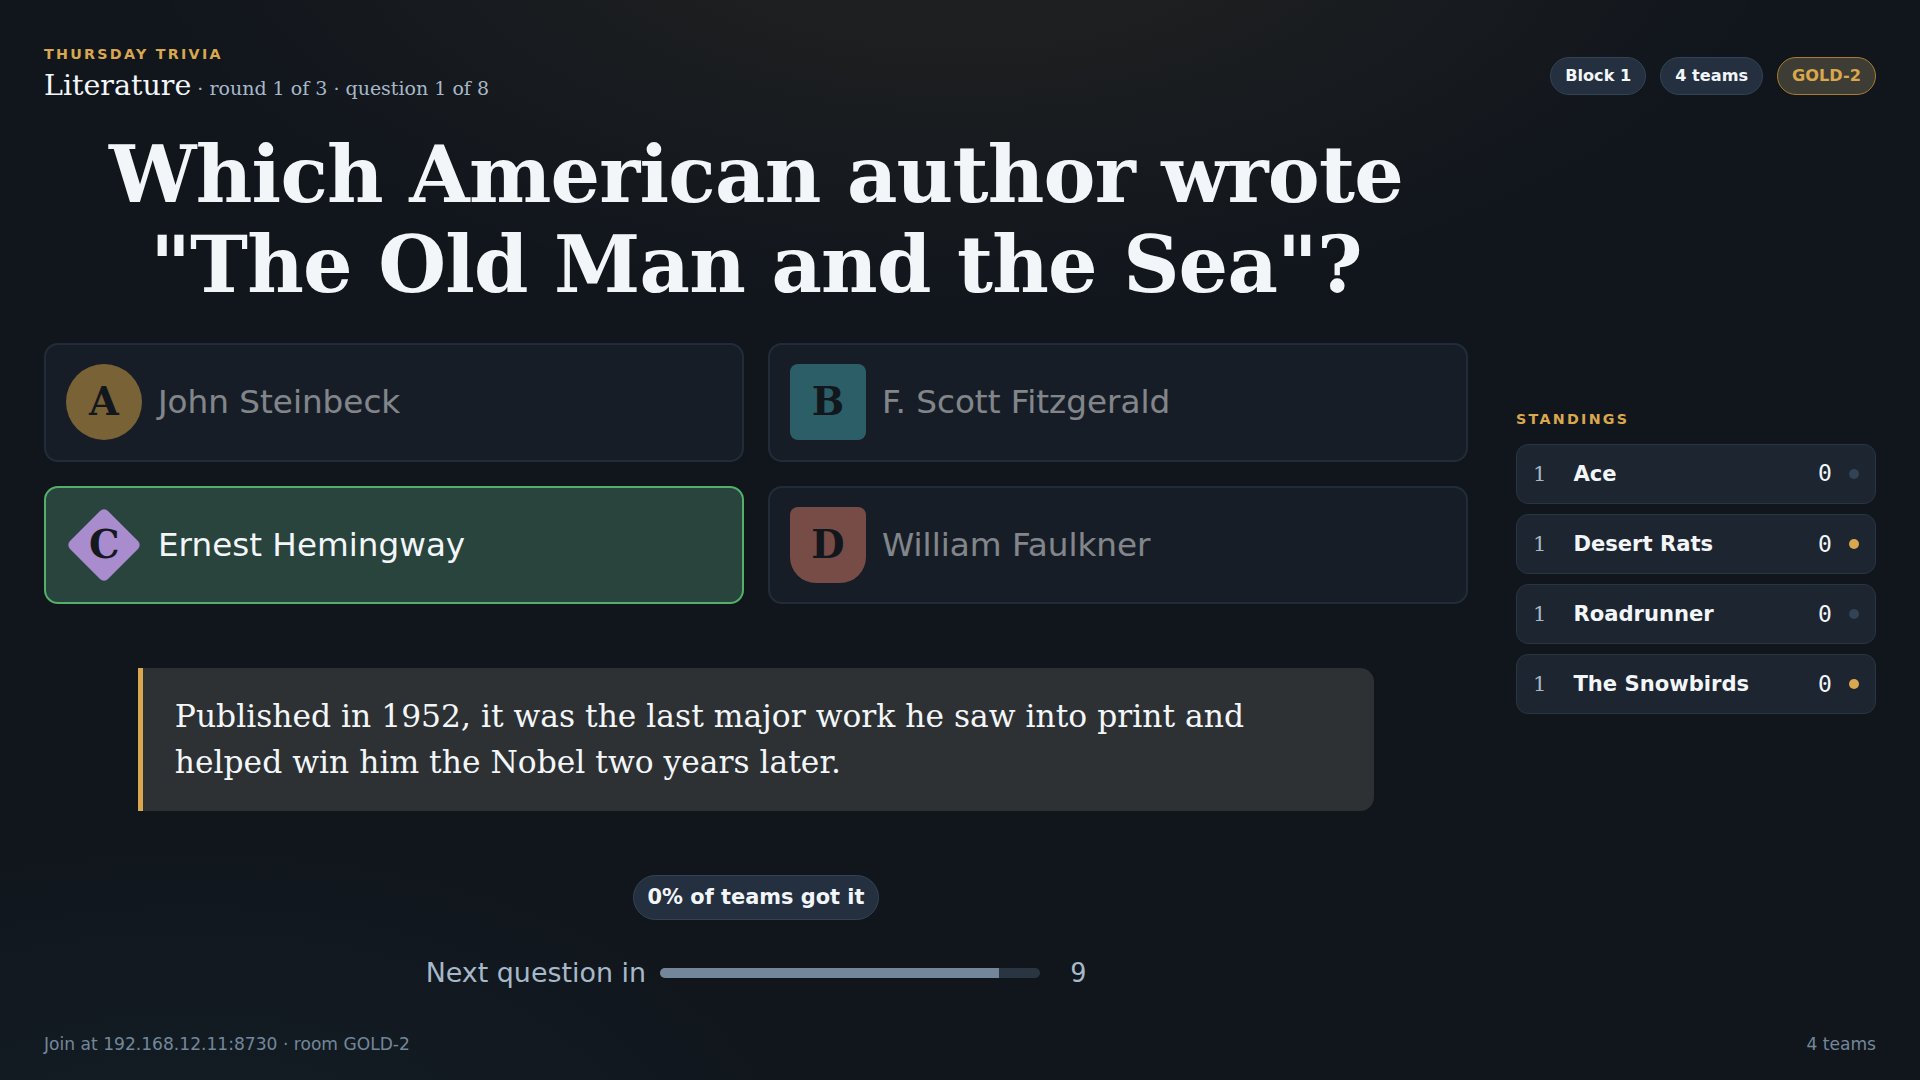 THURSDAY TRIVIA
Literature · round 1 of 3 · question 1 of 8
Block 1
4 teams
GOLD-2
Which American author wrote
"The Old Man and the Sea"?
A John Steinbeck
B F. Scott Fitzgerald
C Ernest Hemingway
D William Faulkner
Published in 1952, it was the last major work he saw into print and
helped win him the Nobel two years later.
0% of teams got it
Next question in 9
STANDINGS
1 Ace 0
1 Desert Rats 0
1 Roadrunner 0
1 The Snowbirds 0
Join at 192.168.12.11:8730 · room GOLD-2
4 teams